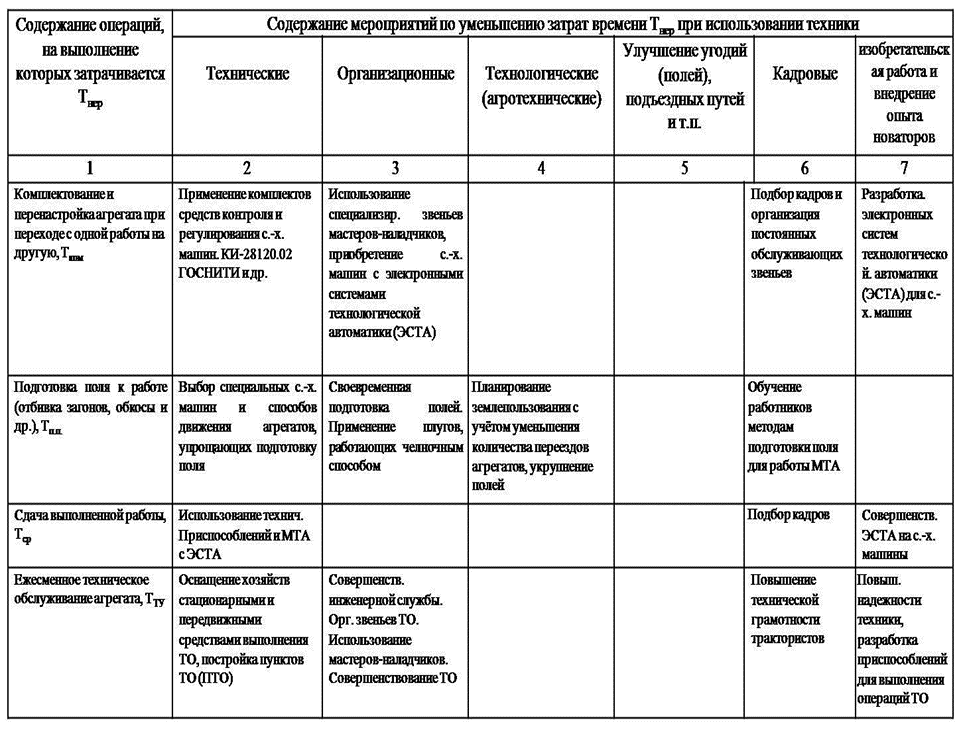 Содержание операций,
на выполнение
которых затрачивается
Тнер
Содержание мероприятий по уменьшению затрат времени Тнер при использовании техники
Технические
Организационные
Технологические
(агротехнические)
Улучшение угодий
(полей),
подъездных путей
и т.п.
Кадровые
изобретательск
ая работа и
внедрение
опыта
новаторов
1
2
3
4
5
6
7
Комплектование и
перенастройка агрегата при
переходе с одной работы на
другую, Тппм
Применение комплектов
средств контроля и
регулирования с.-х.
машин. КИ-28120.02
ГОСНИТИ и др.
Использование
специализир. звеньев
мастеров-наладчиков,
приобретение с.-х.
машин с электронными
системами
технологической
автоматики (ЭСТА)
Подбор кадров и
организация
постоянных
обслуживающих
звеньев
Разработка.
электронных
систем
технологическо
й. автоматики
(ЭСТА) для с.-
х. машин
Подготовка поля к работе
(отбивка загонов, обкосы и
др.), Тп.п.
Выбор специальных с.-х.
машин и способов
движения агрегатов,
упрощающих подготовку
поля
Своевременная
подготовка полей.
Применение плугов,
работающих челночным
способом
Планирование
землепользования с
учётом уменьшения
количества переездов
агрегатов, укрупнение
полей
Обучение
работников
методам
подготовки поля
для работы МТА
Сдача выполненной работы,
Тср
Использование технич.
Приспособлений и МТА
с ЭСТА
Подбор кадров
Совершенств.
ЭСТА на с.-х.
машины
Ежесменное техническое
обслуживание агрегата, ТТУ
Оснащение хозяйств
стационарными и
передвижными
средствами выполнения
ТО, постройка пунктов
ТО (ПТО)
Совершенств.
инженерной службы.
Орг. звеньев ТО.
Использование
мастеров-наладчиков.
Совершенствование ТО
Повышение
технической
грамотности
трактористов
Повыш.
надежности
техники,
разработка
приспособлений
для выполнения
операций ТО